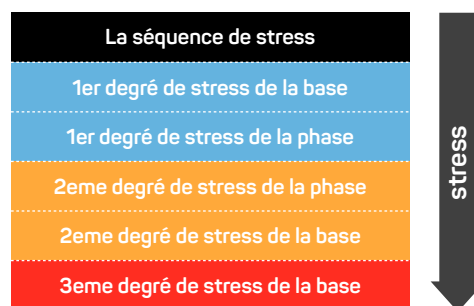 La séquence de stress
1er degré de stress de la base
1er degré de stress de la phase
2eme degré de stress de la phase
2eme degré de stress de la base
3eme degré de stress de la base
stress